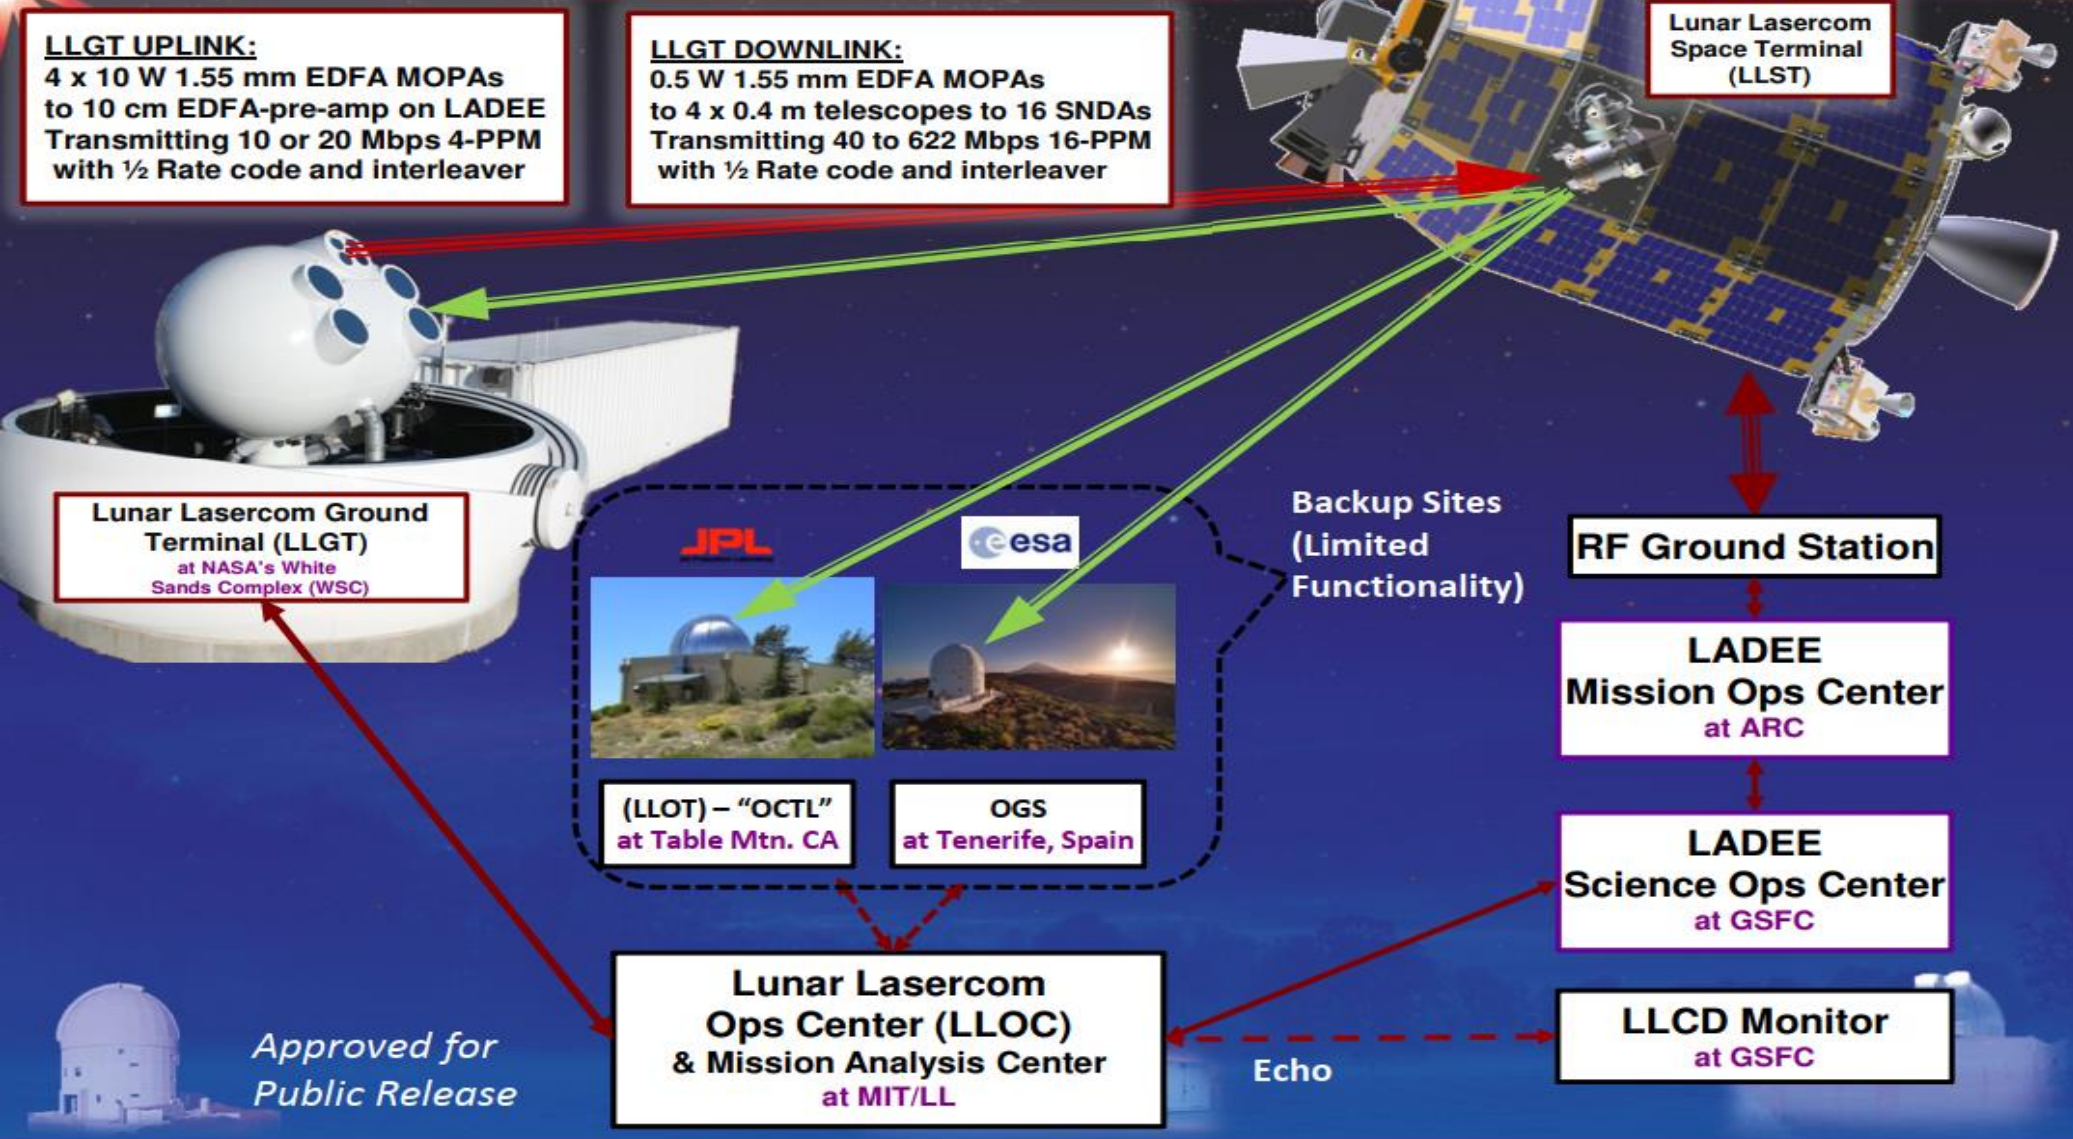 LLGT UPLINK:
4 x 10 W 1.55 mm EDFA MOPAs
to 10 cm EDFA-pre-amp on LADEE
Transmitting 10 or 20 Mbps 4-PPM
with ½ Rate code and interleaver
LLGT DOWNLINK:
0.5 W 1.55 mm EDFA MOPAs
to 4 x 0.4 m telescopes to 16 SNDAs
Transmitting 40 to 622 Mbps 16-PPM
with ½ Rate code and interleaver
Lunar Lasercom
Space Terminal
(LLST)
Lunar Lasercom Ground
Terminal (LLGT)
at NASA's White
Sands Complex (WSC)
JPL
esa
Backup Sites
(Limited
Functionality)
(LLOT) – “OCTL”
at Table Mtn. CA
OGS
at Tenerife, Spain
RF Ground Station
LADEE
Mission Ops Center
at ARC
LADEE
Science Ops Center
at GSFC
Lunar Lasercom
Ops Center (LLOC)
& Mission Analysis Center
at MIT/LL
Echo
LLCD Monitor
at GSFC
Approved for
Public Release